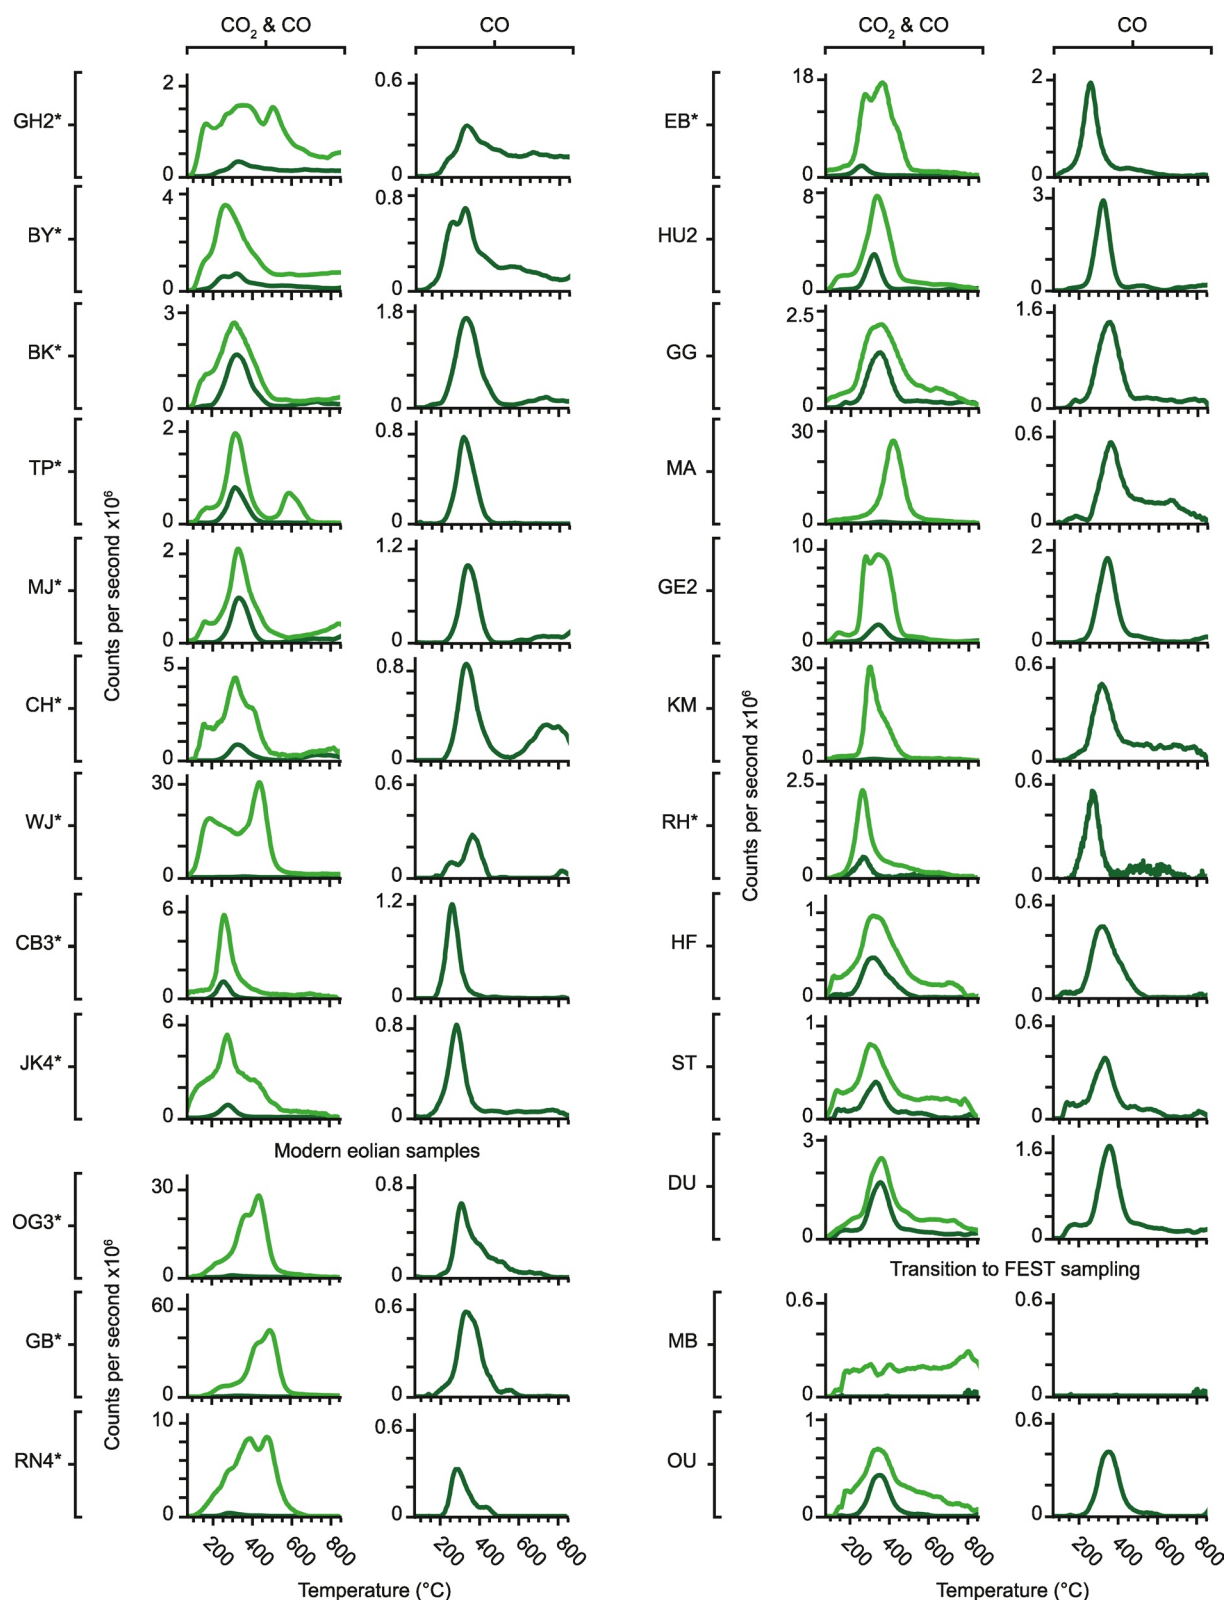 CO2 & CO CO CO2 & CO CO
GH2* 2 0 0.6 0
BY* 4 0 0.8 0
BK* 3 0 1.8 0
TP* 2 0 0.8 0
MJ* 2 0 1.2 0
CH* 5 0 0.8 0
WJ* 30 0 0.6 0
CB3* 6 0 1.2 0
JK4* 6 0 0.8 0
Counts per second x10⁶
Modern eolian samples
OG3* 30 0 0.8 0
GB* 60 0 0.6 0
RN4* 10 0 0.6 0
Counts per second x10⁶
200 400 600 800 200 400 600 800
Temperature (°C)
EB* 18 0 2 0
HU2 8 0 3 0
GG 2.5 0 1.6 0
MA 30 0 0.6 0
GE2 10 0 2 0
KM 30 0 0.6 0
RH* 2.5 0 0.6 0
HF 1 0 0.6 0
ST 1 0 0.6 0
DU 3 0 1.6 0
Counts per second x10⁶
Transition to FEST sampling
MB 0.6 0 0.6 0
OU 1 0 0.6 0
200 400 600 800 200 400 600 800
Temperature (°C)